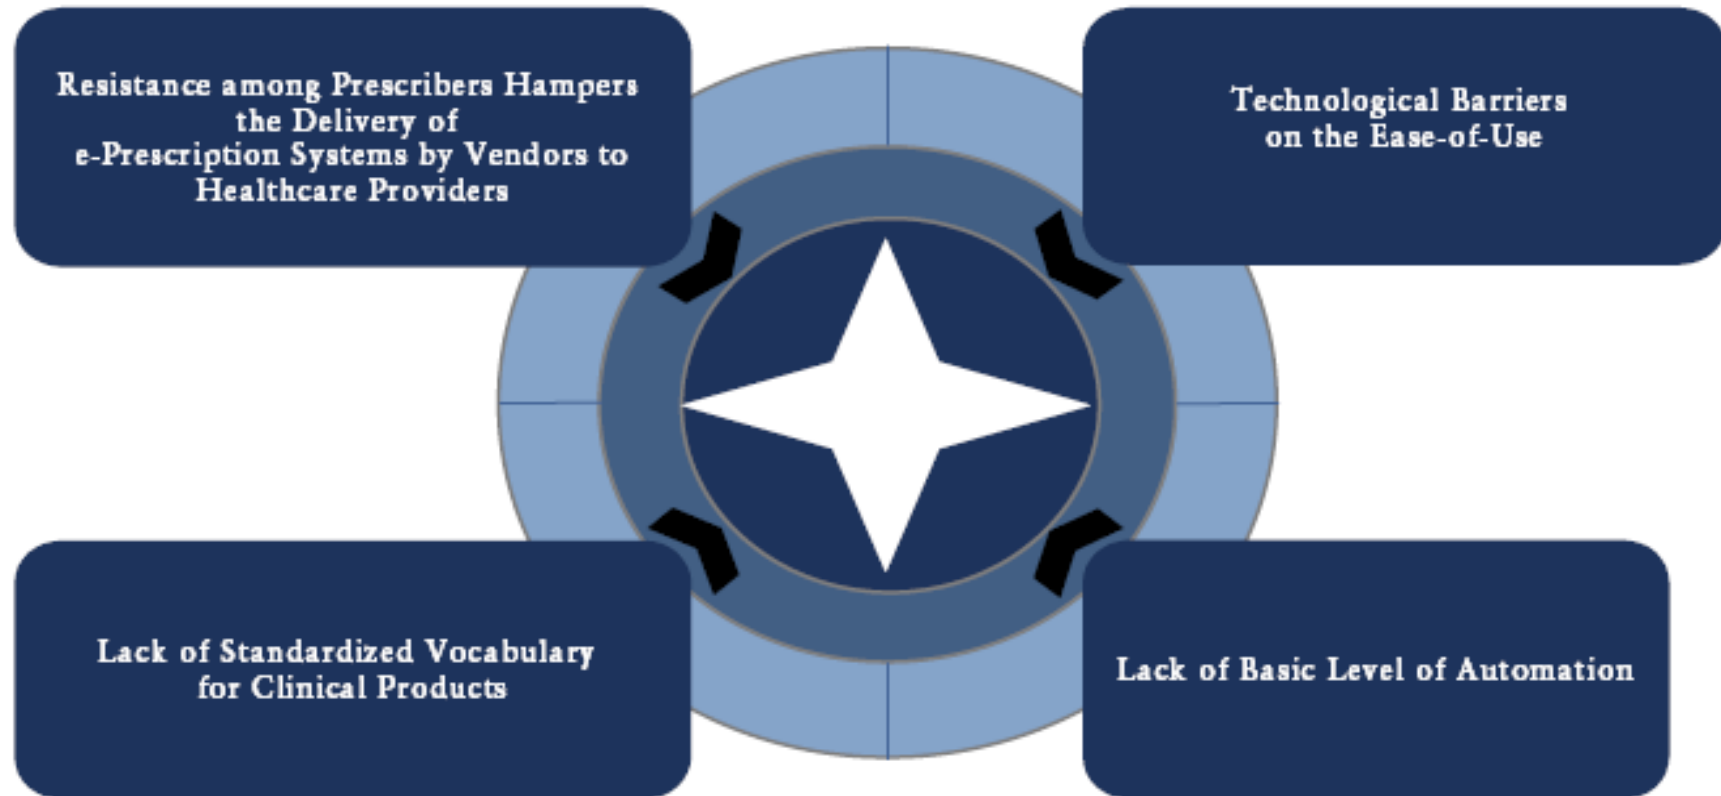 Resistance among Prescribers Hampers
the Delivery of
e-Prescription Systems by Vendors to
Healthcare Providers
Technological Barriers
on the Ease-of-Use
Lack of Standardized Vocabulary
for Clinical Products
Lack of Basic Level of Automation